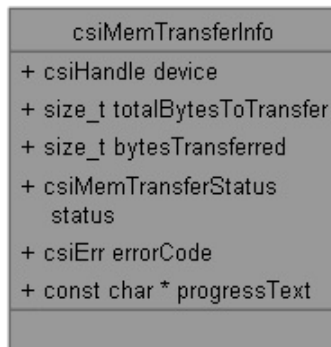 csiMemTransferInfo
+ csiHandle device
+ size_t totalBytesToTransfer
+ size_t bytesTransferred
+ csiMemTransferStatus
status
+ csiErr errorCode
+ const char * progressText